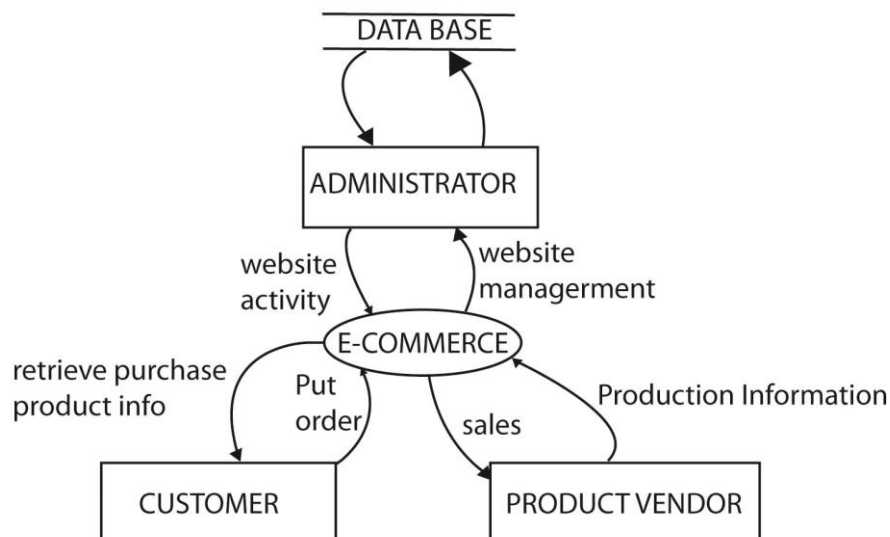 DATA BASE
ADMINISTRATOR
website
activity
website
managerment
E-COMMERCE
retrieve purchase
product info
Put
order
sales
Production Information
CUSTOMER
PRODUCT VENDOR